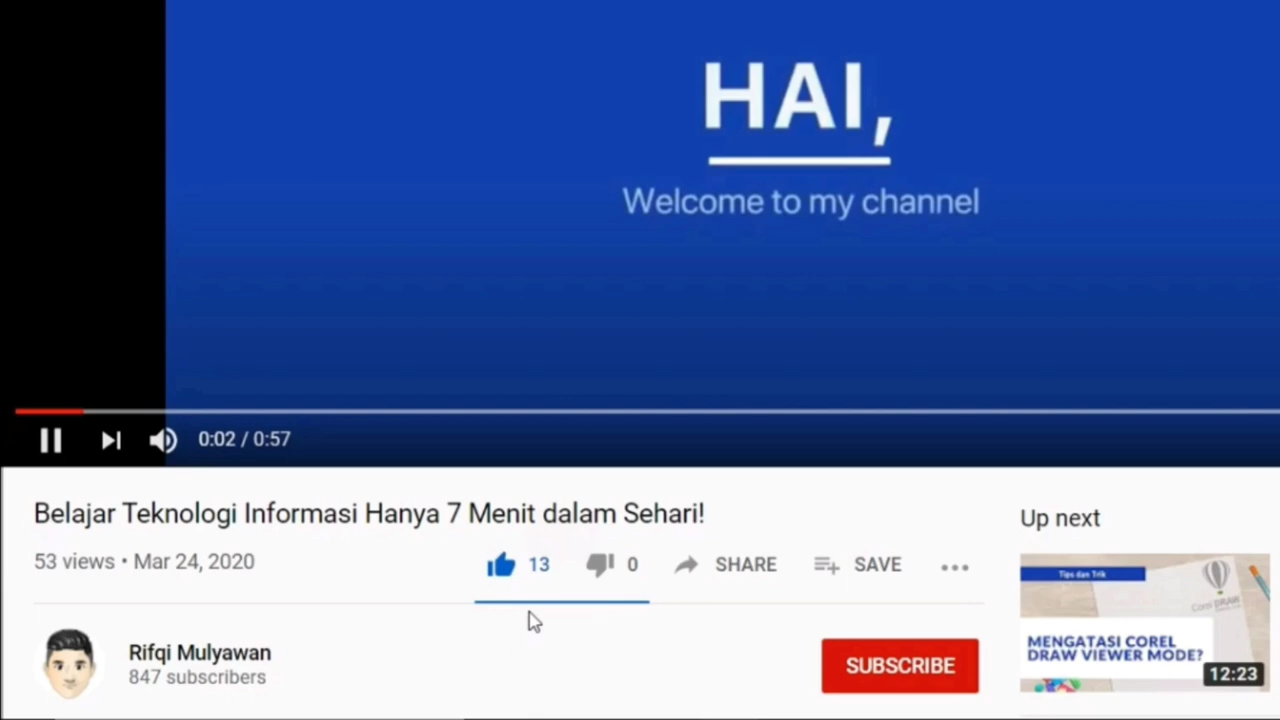 HAI,
Welcome to my channel
0:02 / 0:57
Belajar Teknologi Informasi Hanya 7 Menit dalam Sehari!
53 views • Mar 24, 2020
13
0
SHARE
SAVE
Rifqi Mulyawan
847 subscribers
SUBSCRIBE
Up next
Tips dan Trik
Corel DRAW
MENGATASI COREL
DRAW VIEWER MODE?
12:23